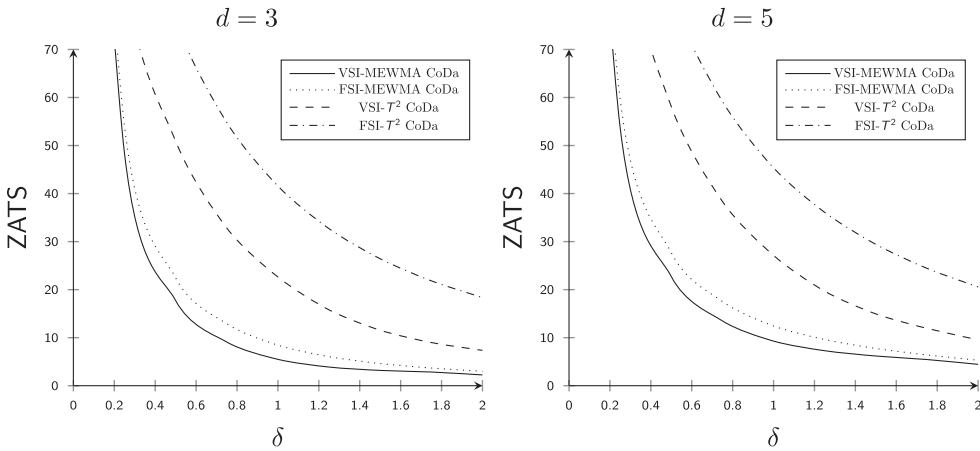 d = 3
ZATS
70
60
50
40
30
20
10
0
VSI-MEWMA CoDa
FSI-MEWMA CoDa
VSI-T² CoDa
FSI-T² CoDa
0 0.2 0.4 0.6 0.8 1 1.2 1.4 1.6 1.8 2
δ
d = 5
ZATS
70
60
50
40
30
20
10
0
VSI-MEWMA CoDa
FSI-MEWMA CoDa
VSI-T² CoDa
FSI-T² CoDa
0 0.2 0.4 0.6 0.8 1 1.2 1.4 1.6 1.8 2
δ